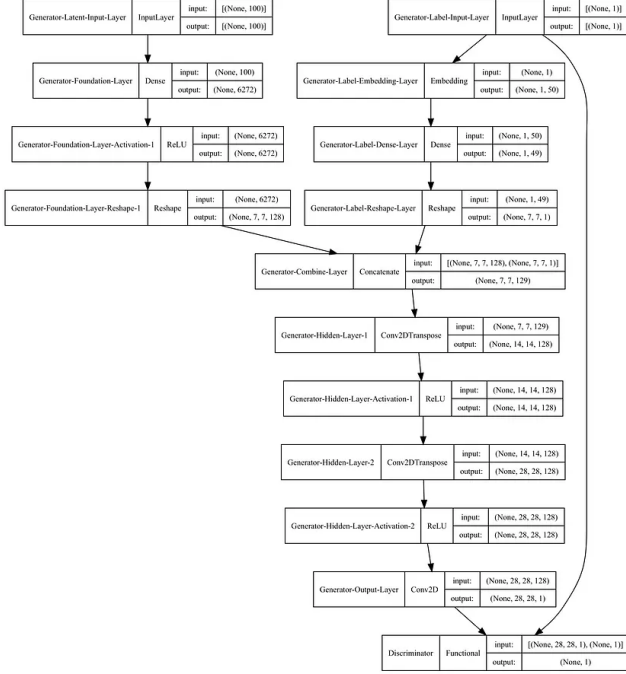 Generator-Latent-Input-Layer InputLayer input: [(None, 100)]
output: [(None, 100)]
Generator-Label-Input-Layer InputLayer input: [(None, 1)]
output: [(None, 1)]
Generator-Foundation-Layer Dense input: (None, 100)
output: (None, 6272)
Generator-Label-Embedding-Layer Embedding input: (None, 1)
output: (None, 1, 50)
Generator-Foundation-Layer-Activation-1 ReLU input: (None, 6272)
output: (None, 6272)
Generator-Label-Dense-Layer Dense input: (None, 1, 50)
output: (None, 1, 49)
Generator-Foundation-Layer-Reshape-1 Reshape input: (None, 6272)
output: (None, 7, 7, 128)
Generator-Label-Reshape-Layer Reshape input: (None, 1, 49)
output: (None, 7, 7, 1)
Generator-Combine-Layer Concatenate input: [(None, 7, 7, 128), (None, 7, 7, 1)]
output: (None, 7, 7, 129)
Generator-Hidden-Layer-1 Conv2DTranspose input: (None, 7, 7, 129)
output: (None, 14, 14, 128)
Generator-Hidden-Layer-Activation-1 ReLU input: (None, 14, 14, 128)
output: (None, 14, 14, 128)
Generator-Hidden-Layer-2 Conv2DTranspose input: (None, 14, 14, 128)
output: (None, 28, 28, 128)
Generator-Hidden-Layer-Activation-2 ReLU input: (None, 28, 28, 128)
output: (None, 28, 28, 128)
Generator-Output-Layer Conv2D input: (None, 28, 28, 128)
output: (None, 28, 28, 1)
Discriminator Functional input: [(None, 28, 28, 1), (None, 1)]
output: (None, 1)